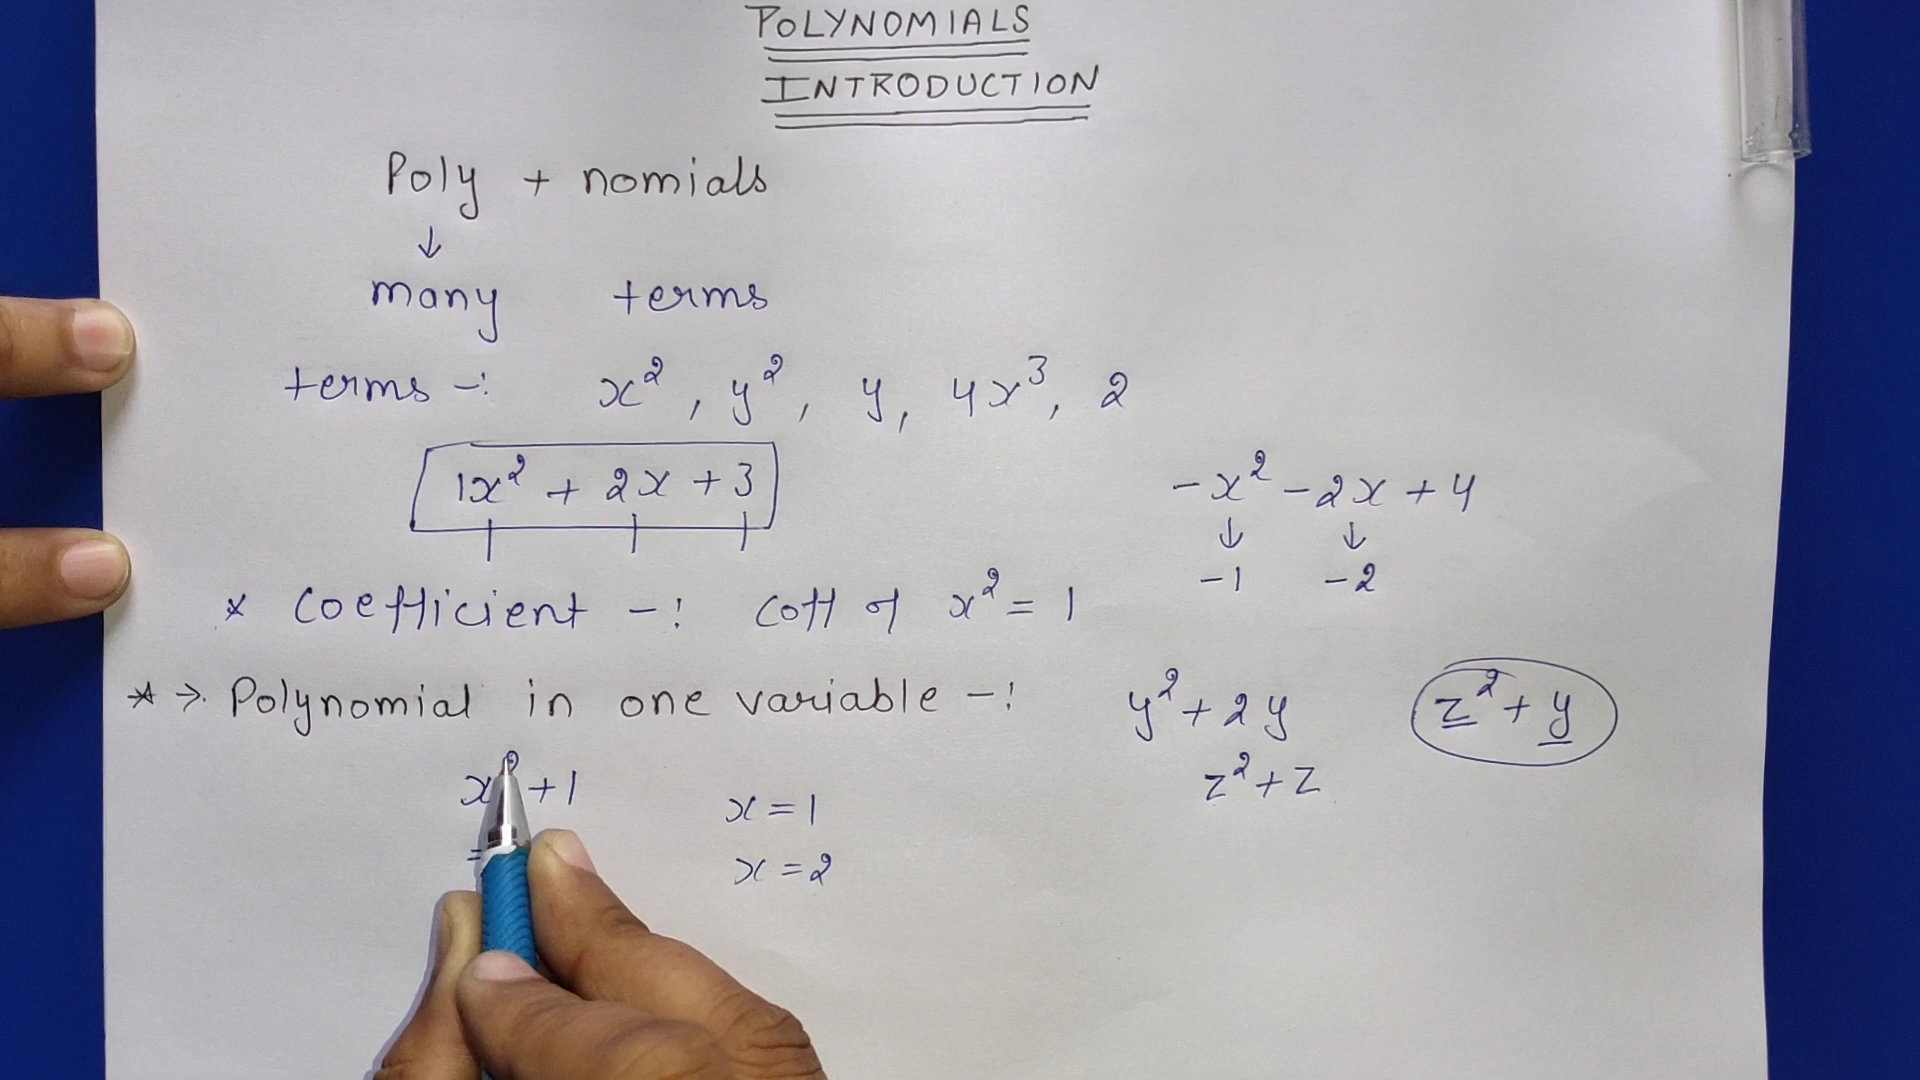 POLYNOMIALS
INTRODUCTION
Poly + nomials
↓
many terms
terms -: x², y², y, 4x³, 2
1x² + 2x + 3
-x² - 2x + 4
↓ ↓
-1 -2
* Coefficient -: Coff of x² = 1
* → Polynomial in one variable -:
y² + 2y
z² + y
z² + z
x² + 1
=
x = 1
x = 2